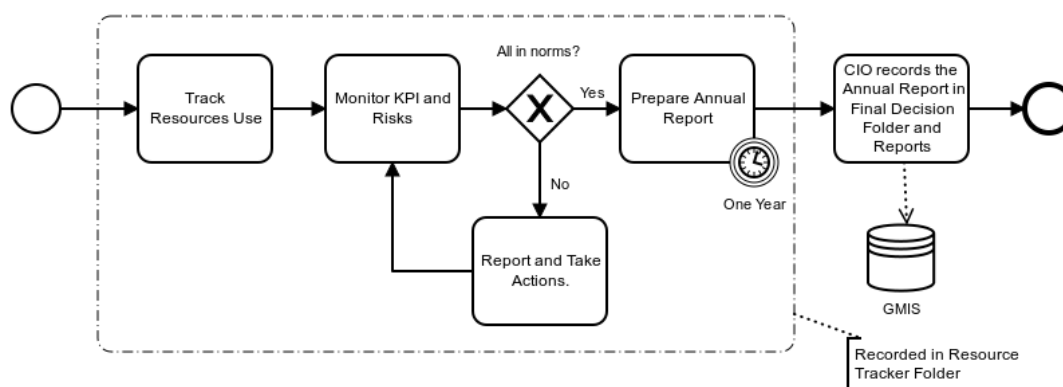 Track
Resources Use
Monitor KPI and
Risks
All in norms?
X
Yes
No
Report and Take
Actions.
Prepare Annual
Report
One Year
CIO records the
Annual Report in
Final Decision
Folder and
Reports
GMIS
Recorded in Resource
Tracker Folder